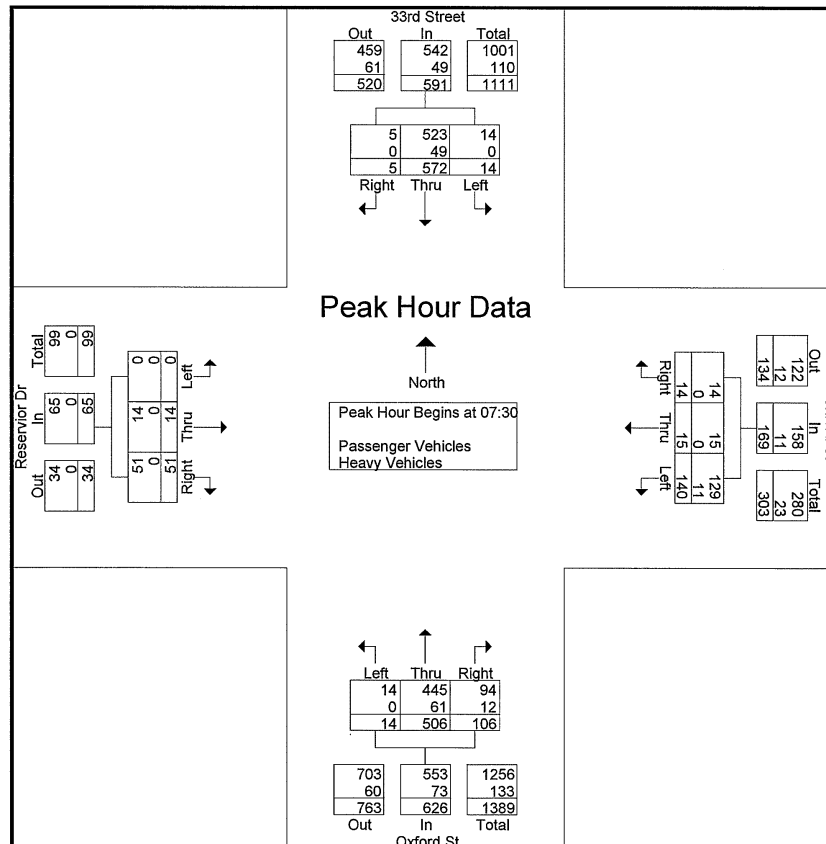 33rd Street
Out In Total
459 542 1001
61 49 110
520 591 1111
5 523 14
0 49 0
5 572 14
Right Thru Left
Peak Hour Data
North
Peak Hour Begins at 07:30
Passenger Vehicles
Heavy Vehicles
Reservior Dr
Total In Out
99 65 34
0 0 0
99 65 34
0 14 51
0 0 0
0 14 51
Left Thru Right
Out In Total
122 158 280
12 11 23
134 169 303
14 15 129
0 0 11
14 15 140
Right Thru Left
Left Thru Right
14 445 94
0 61 12
14 506 106
703 553 1256
60 73 133
763 626 1389
Out In Total
Oxford St